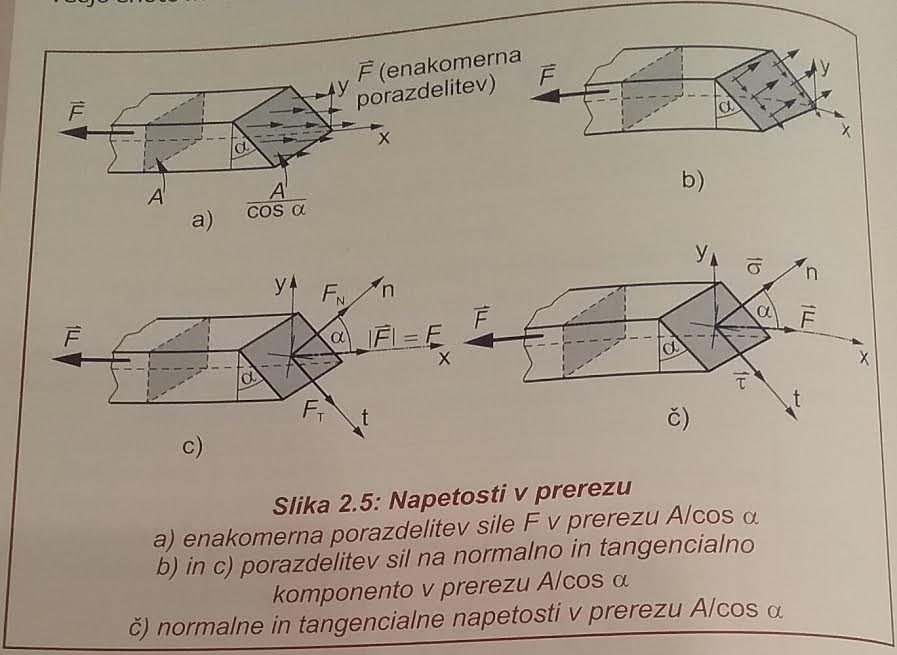 F⃗ (enakomerna
porazdelitev)
y
F⃗
x
α
A
A
cos α
a)
F⃗
y
α
x
b)
y
F_N
n
F⃗
α
|F⃗| = F
x
α
F_T
t
c)
y
σ⃗
n
F⃗
α
F⃗
x
α
τ⃗
t
č)
Slika 2.5: Napetosti v prerezu
a) enakomerna porazdelitev sile F v prerezu A/cos α
b) in c) porazdelitev sil na normalno in tangencialno
komponento v prerezu A/cos α
č) normalne in tangencialne napetosti v prerezu A/cos α